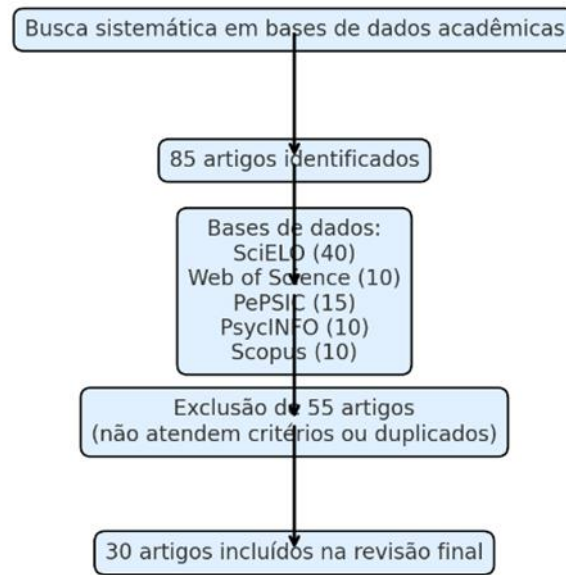 Busca sistemática em bases de dados acadêmicas
85 artigos identificados
Bases de dados:
SciELO (40)
Web of Science (10)
PePSIC (15)
PsycINFO (10)
Scopus (10)
Exclusão de 55 artigos
(não atendem critérios ou duplicados)
30 artigos incluídos na revisão final